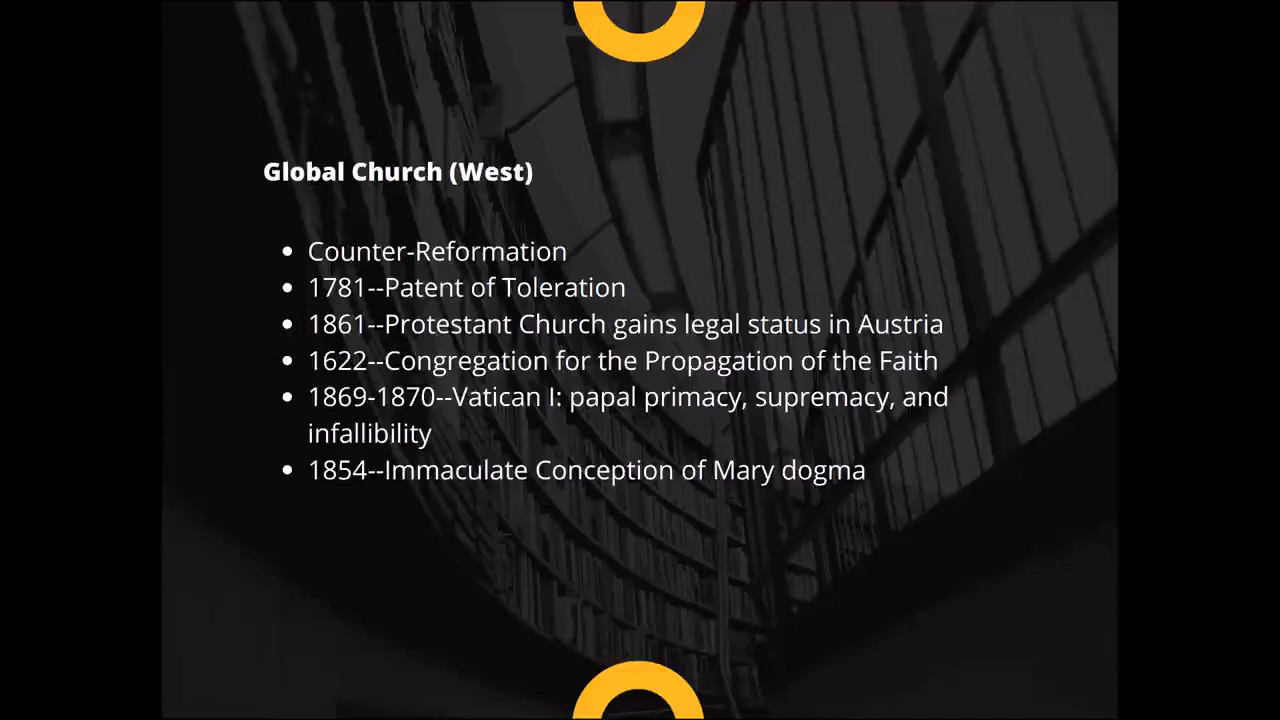 Global Church (West)
• Counter-Reformation
• 1781--Patent of Toleration
• 1861--Protestant Church gains legal status in Austria
• 1622--Congregation for the Propagation of the Faith
• 1869-1870--Vatican I: papal primacy, supremacy, and
infallibility
• 1854--Immaculate Conception of Mary dogma